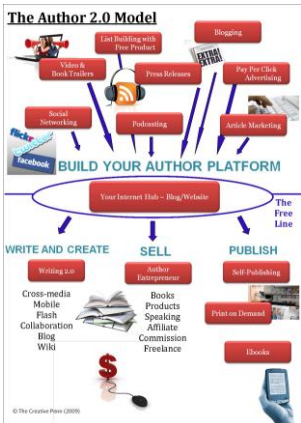 The Author 2.0 Model
Blogging
List Building with
Free Product
Video &
Book Trailers
Press Releases
Pay Per Click
Advertising
EXTRA!
EXTRA!
Social
Networking
Podcasting
Article Marketing
flickr
facebook
BUILD YOUR AUTHOR PLATFORM
Your Internet Hub – Blog/Website
The
Free
Line
WRITE AND CREATE
SELL
PUBLISH
Writing 2.0
Author
Entrepreneur
Self-Publishing
Cross-media
Mobile
Flash
Collaboration
Blog
Wiki
Books
Products
Speaking
Affiliate
Commission
Freelance
Print on Demand
Ebooks
© The Creative Penn (2009)